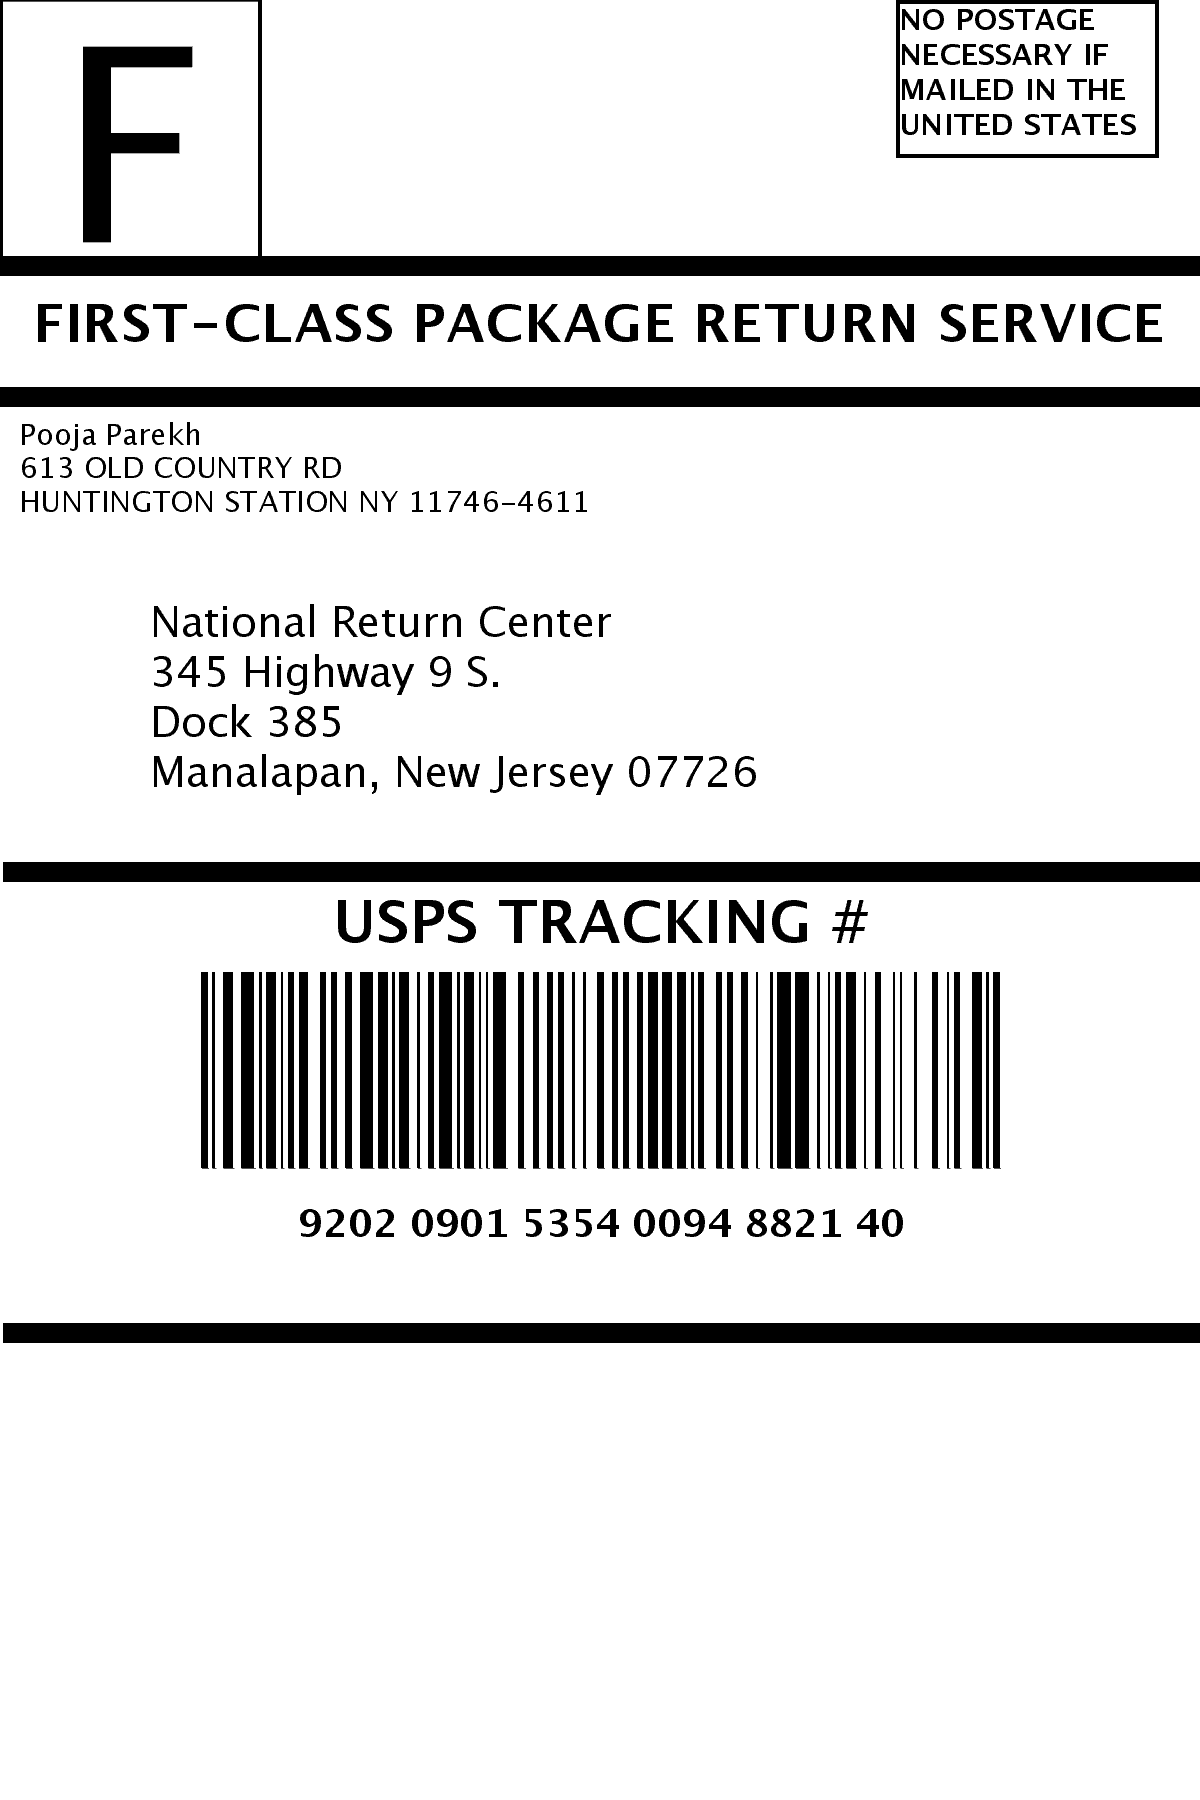 F
NO POSTAGE
NECESSARY IF
MAILED IN THE
UNITED STATES
FIRST-CLASS PACKAGE RETURN SERVICE
Pooja Parekh
613 OLD COUNTRY RD
HUNTINGTON STATION NY 11746-4611
National Return Center
345 Highway 9 S.
Dock 385
Manalapan, New Jersey 07726
USPS TRACKING #
9202 0901 5354 0094 8821 40